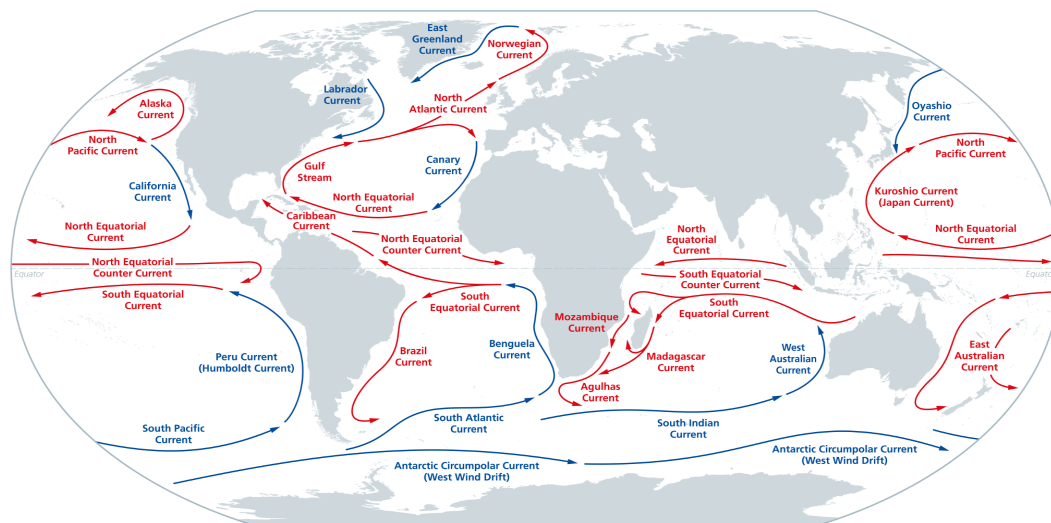 East
Greenland
Current
Norwegian
Current
Labrador
Current
North
Atlantic Current
Alaska
Current
North
Pacific Current
Oyashio
Current
North
Pacific Current
Gulf
Stream
Canary
Current
California
Current
Kuroshio Current
(Japan Current)
North Equatorial
Current
Caribbean
Current
North Equatorial
Current
North Equatorial
Counter Current
North
Equatorial
Current
North Equatorial
Current
North Equatorial
Counter Current
Equator
Equator
South Equatorial
Counter Current
South Equatorial
Current
South
Equatorial Current
South
Equatorial Current
Mozambique
Current
Peru Current
(Humboldt Current)
Brazil
Current
Benguela
Current
Madagascar
Current
West
Australian
Current
East
Australian
Current
Agulhas
Current
South Pacific
Current
South Atlantic
Current
South Indian
Current
Antarctic Circumpolar Current
(West Wind Drift)
Antarctic Circumpolar Current
(West Wind Drift)